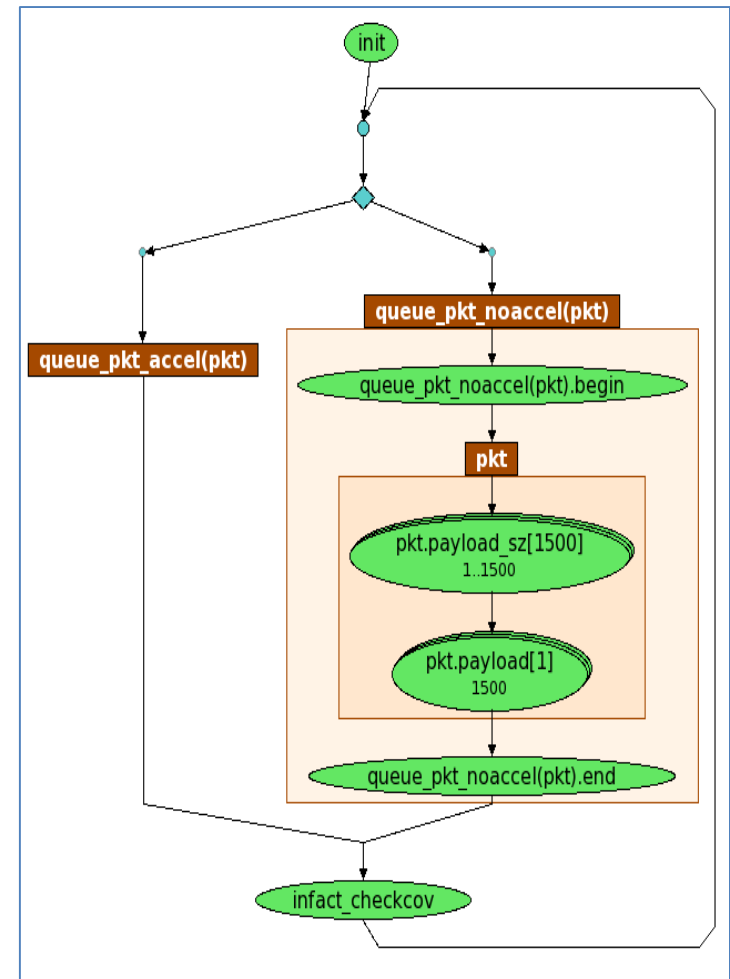 init
queue_pkt_noaccel(pkt)
queue_pkt_accel(pkt)
queue_pkt_noaccel(pkt).begin
pkt
pkt.payload_sz[1500]
1..1500
pkt.payload[1]
1500
queue_pkt_noaccel(pkt).end
infact_checkcov